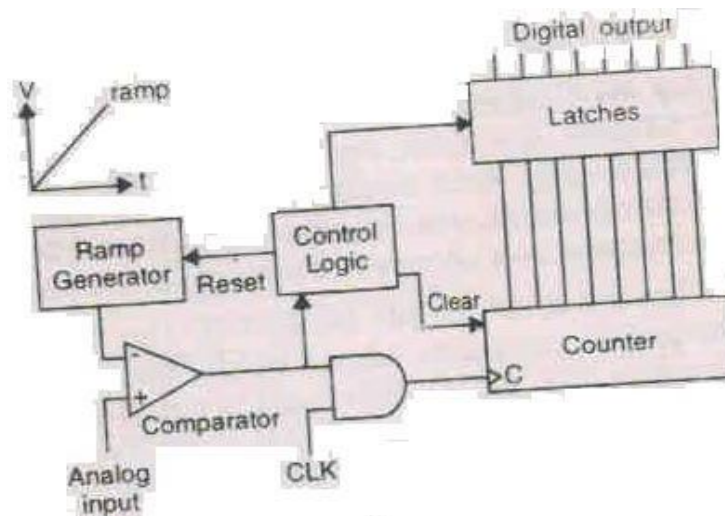 Digital output
V
ramp
t
Latches
Ramp
Generator
Reset
Control
Logic
Clear
Counter
C
-
+
Comparator
Analog
input
CLK